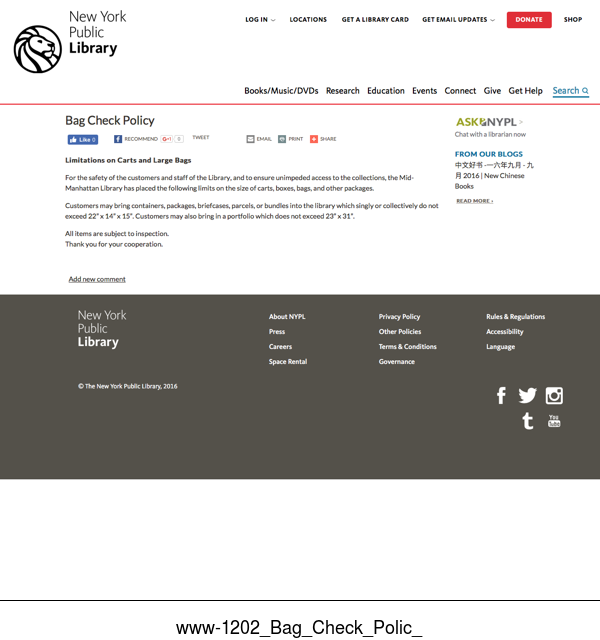 New York
Public
Library
LOG IN
LOCATIONS
GET A LIBRARY CARD
GET EMAIL UPDATES
DONATE
SHOP
Books/Music/DVDs
Research
Education
Events
Connect
Give
Get Help
Search
Bag Check Policy
Like 0
RECOMMEND
G+1
0
TWEET
EMAIL
PRINT
SHARE
Limitations on Carts and Large Bags
For the safety of the customers and staff of the Library, and to ensure unimpeded access to the collections, the Mid-
Manhattan Library has placed the following limits on the size of carts, boxes, bags, and other packages.
Customers may bring containers, packages, briefcases, parcels, or bundles into the library which singly or collectively do not
exceed 22" x 14" x 15". Customers may also bring in a portfolio which does not exceed 23" x 31".
All items are subject to inspection.
Thank you for your cooperation.
Add new comment
ASK NYPL >
Chat with a librarian now
FROM OUR BLOGS
中文好书 -一六年九月 - 九
月 2016 | New Chinese
Books
READ MORE ›
New York
Public
Library
About NYPL
Press
Careers
Space Rental
Privacy Policy
Other Policies
Terms & Conditions
Governance
Rules & Regulations
Accessibility
Language
© The New York Public Library, 2016
You
Tube
www-1202_Bag_Check_Polic_